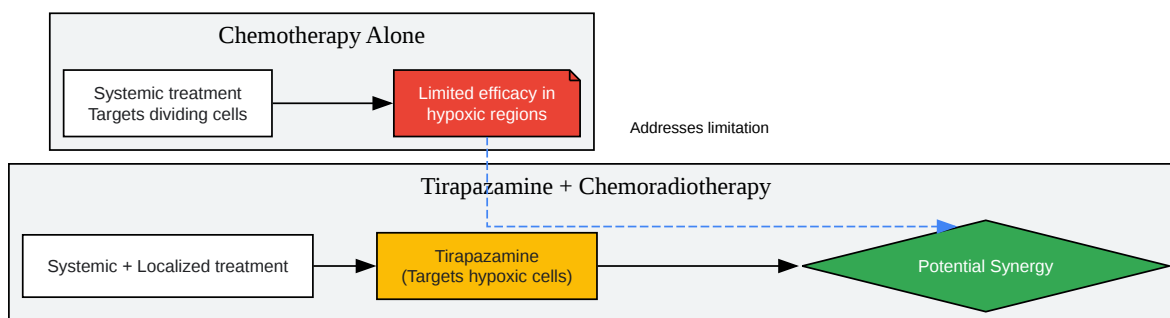 Chemotherapy Alone
Systemic treatment
Targets dividing cells
Limited efficacy in
hypoxic regions
Addresses limitation
Tirapazamine + Chemoradiotherapy
Systemic + Localized treatment
Tirapazamine
(Targets hypoxic cells)
Potential Synergy